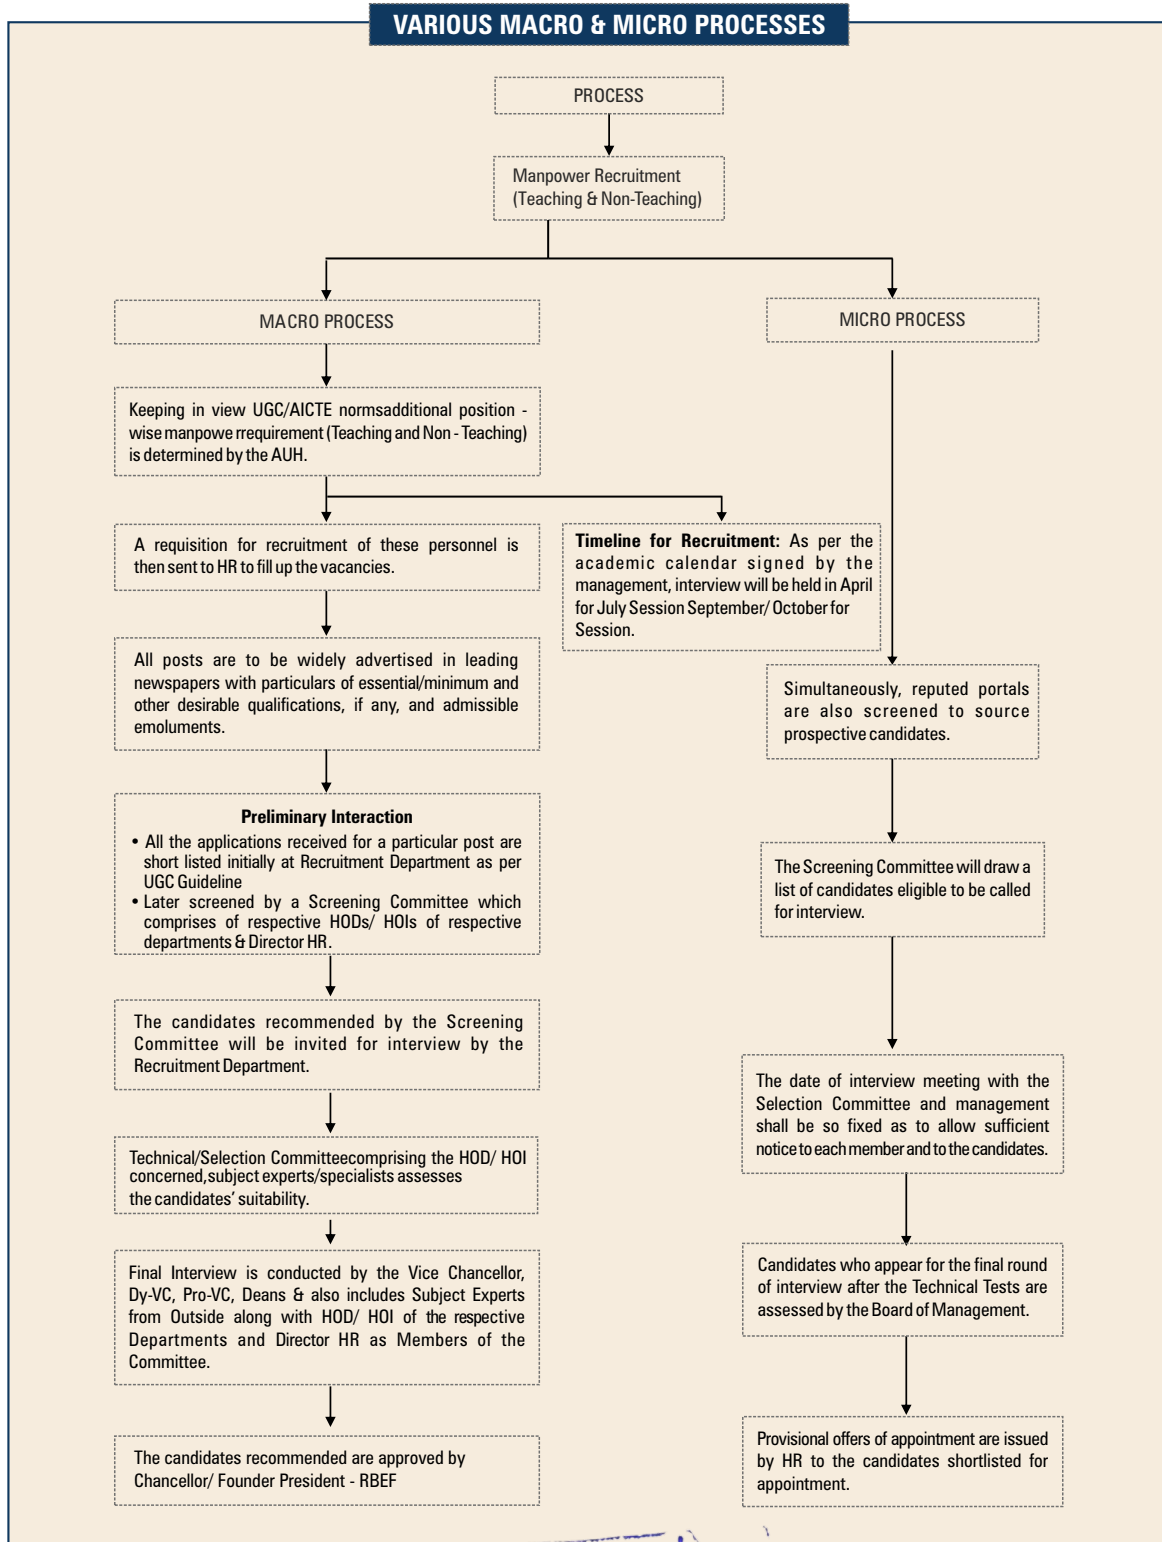 VARIOUS MACRO & MICRO PROCESSES
PROCESS
Manpower Recruitment
(Teaching & Non-Teaching)
MACRO PROCESS
MICRO PROCESS
Keeping in view UGC/AICTE normsadditional position -
wise manpowe rrequirement (Teaching and Non - Teaching)
is determined by the AUH.
A requisition for recruitment of these personnel is
then sent to HR to fill up the vacancies.
Timeline for Recruitment: As per the
academic calendar signed by the
management, interview will be held in April
for July Session September/ October for
Session.
All posts are to be widely advertised in leading
newspapers with particulars of essential/minimum and
other desirable qualifications, if any, and admissible
emoluments.
Simultaneously, reputed portals
are also screened to source
prospective candidates.
Preliminary Interaction
• All the applications received for a particular post are
short listed initially at Recruitment Department as per
UGC Guideline
• Later screened by a Screening Committee which
comprises of respective HODs/ HOIs of respective
departments & Director HR.
The Screening Committee will draw a
list of candidates eligible to be called
for interview.
The candidates recommended by the Screening
Committee will be invited for interview by the
Recruitment Department.
The date of interview meeting with the
Selection Committee and management
shall be so fixed as to allow sufficient
notice to each member and to the candidates.
Technical/Selection Committeecomprising the HOD/ HOI
concerned,subject experts/specialists assesses
the candidates' suitability.
Final Interview is conducted by the Vice Chancellor,
Dy-VC, Pro-VC, Deans & also includes Subject Experts
from Outside along with HOD/ HOI of the respective
Departments and Director HR as Members of the
Committee.
Candidates who appear for the final round
of interview after the Technical Tests are
assessed by the Board of Management.
The candidates recommended are approved by
Chancellor/ Founder President - RBEF
Provisional offers of appointment are issued
by HR to the candidates shortlisted for
appointment.